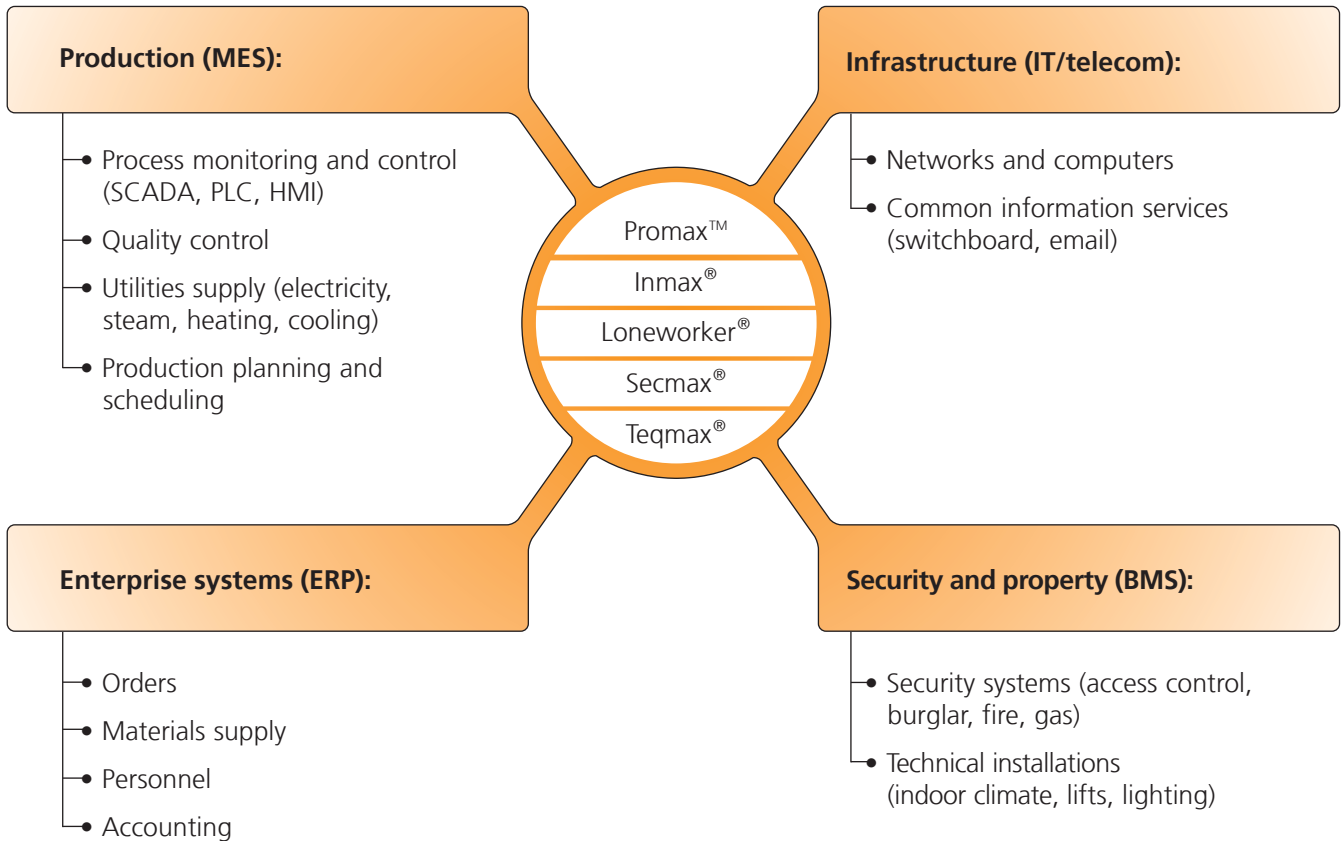 Production (MES):
Process monitoring and control
(SCADA, PLC, HMI)
Quality control
Utilities supply (electricity,
steam, heating, cooling)
Production planning and
scheduling
Infrastructure (IT/telecom):
Networks and computers
Common information services
(switchboard, email)
Promax™
Inmax®
Loneworker®
Secmax®
Teqmax®
Enterprise systems (ERP):
Orders
Materials supply
Personnel
Accounting
Security and property (BMS):
Security systems (access control,
burglar, fire, gas)
Technical installations
(indoor climate, lifts, lighting)